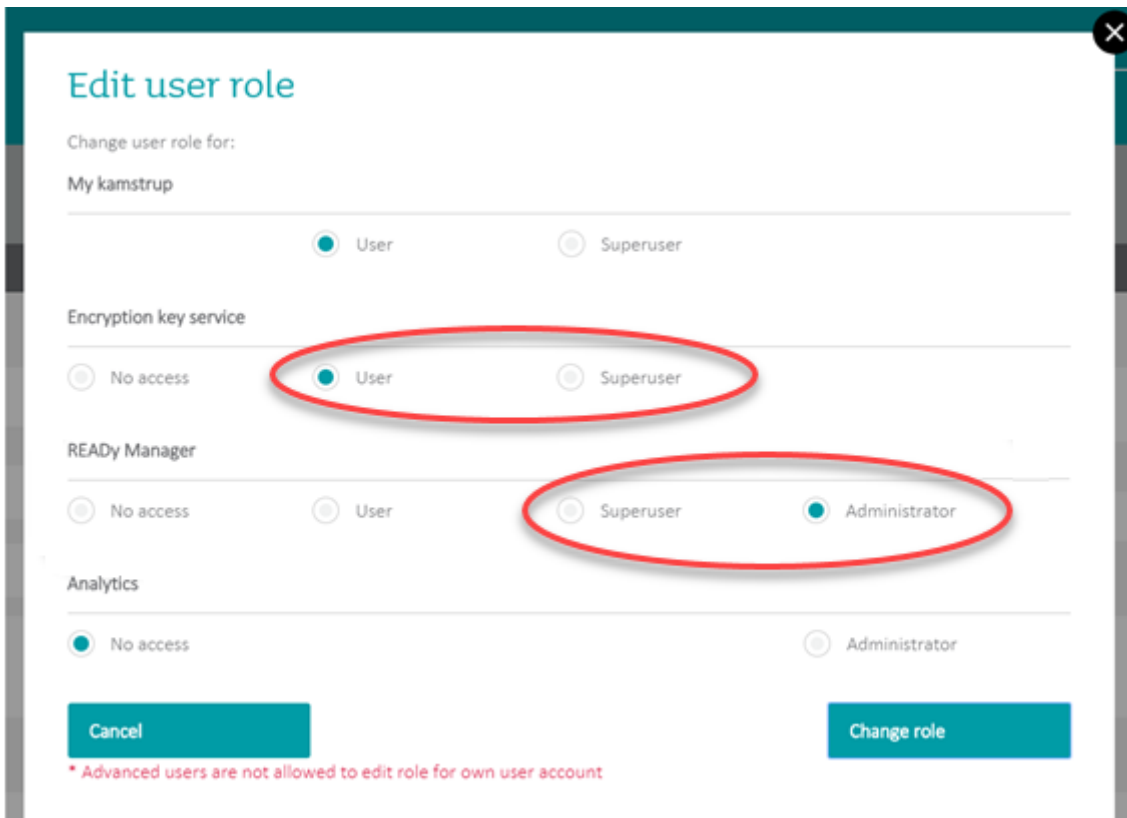 Edit user role
Change user role for:
My kamstrup
User Superuser
Encryption key service
No access User Superuser
READy Manager
No access User Superuser Administrator
Analytics
No access Administrator
Cancel Change role
* Advanced users are not allowed to edit role for own user account